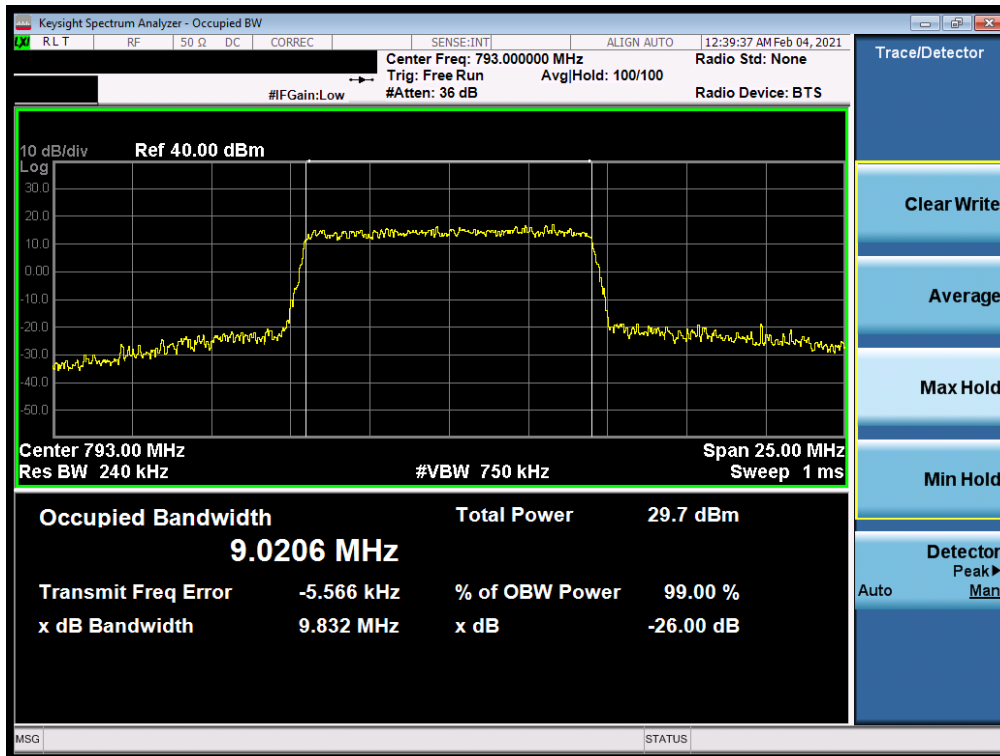 Keysight Spectrum Analyzer - Occupied BW
LXI RLT RF 50 Ω DC CORREC SENSE:INT ALIGN AUTO 12:39:37 AM Feb 04, 2021
Center Freq: 793.000000 MHz Radio Std: None
Trig: Free Run Avg|Hold: 100/100
#IFGain:Low #Atten: 36 dB Radio Device: BTS
10 dB/div Ref 40.00 dBm
Log
30.0
20.0
10.0
0.00
-10.0
-20.0
-30.0
-40.0
-50.0
Center 793.00 MHz Span 25.00 MHz
Res BW 240 kHz #VBW 750 kHz Sweep 1 ms
Occupied Bandwidth Total Power 29.7 dBm
9.0206 MHz
Transmit Freq Error -5.566 kHz % of OBW Power 99.00 %
x dB Bandwidth 9.832 MHz x dB -26.00 dB
MSG STATUS
Trace/Detector
Clear Write
Average
Max Hold
Min Hold
Detector
Peak▶
Auto Man